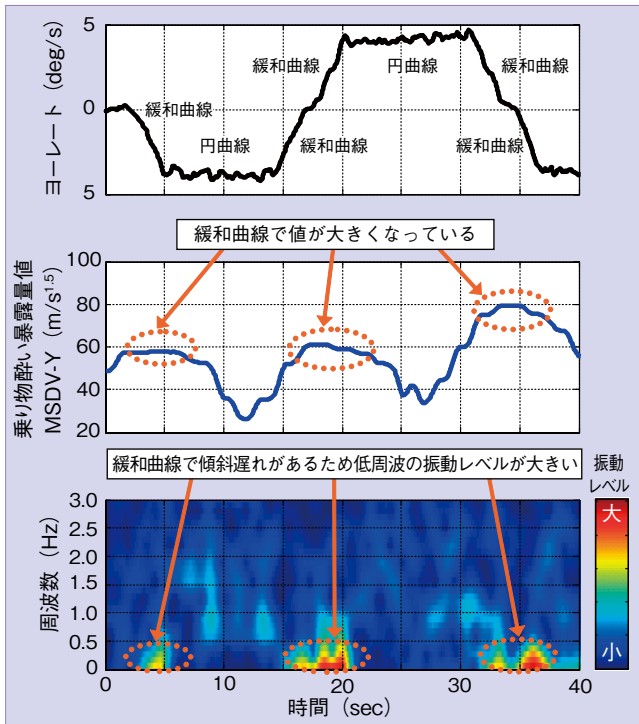 ヨーレート (deg/s)
5
0
5
緩和曲線
円曲線
緩和曲線
緩和曲線
円曲線
緩和曲線
緩和曲線
0
10
20
30
40
緩和曲線で値が大きくなっている
乗り物酔い暴露量値
MSDV-Y (m/s1.5)
100
80
60
40
20
緩和曲線で傾斜遅れがあるため低周波の振動レベルが大きい
振動
レベル
大
小
周波数 (Hz)
3.0
2.5
2.0
1.5
1.0
0.5
0
0
10
20
30
40
時間 (sec)